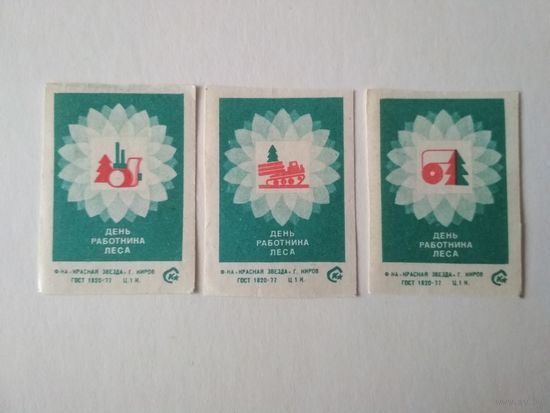 ДЕНЬ
РАБОТНИКА
ЛЕСА
Ф-КА «КРАСНАЯ ЗВЕЗДА» Г. КИРОВ
ГОСТ 1820-77 Ц. 1 К.
ДЕНЬ
РАБОТНИКА
ЛЕСА
Ф-КА «КРАСНАЯ ЗВЕЗДА» Г. КИРОВ
ГОСТ 1820-77 Ц. 1 К.
ДЕНЬ
РАБОТНИКА
ЛЕСА
Ф-КА «КРАСНАЯ ЗВЕЗДА» Г. КИРОВ
ГОСТ 1820-77 Ц. 1 К.